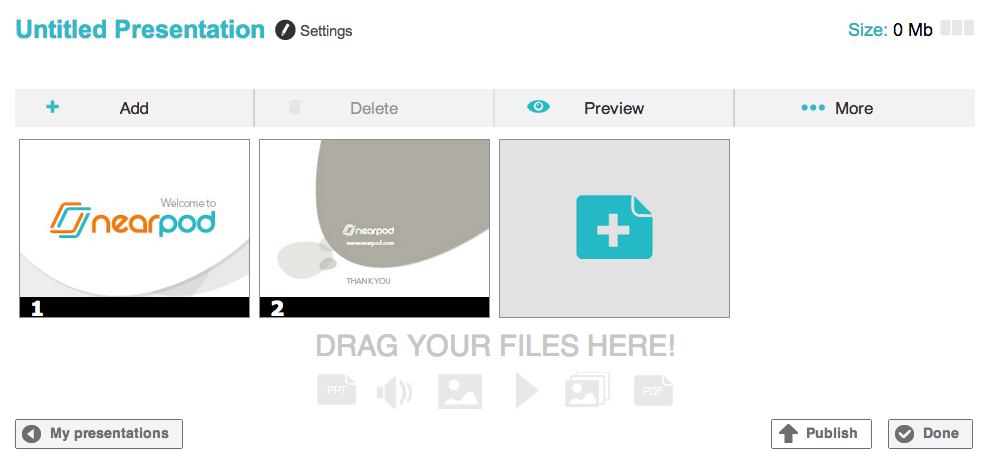 Untitled Presentation Settings Size: 0 Mb
Add Delete Preview More
Welcome to
nearpod
nearpod
www.nearpod.com
THANK YOU
1 2
DRAG YOUR FILES HERE!
PPT PDF
My presentations Publish Done